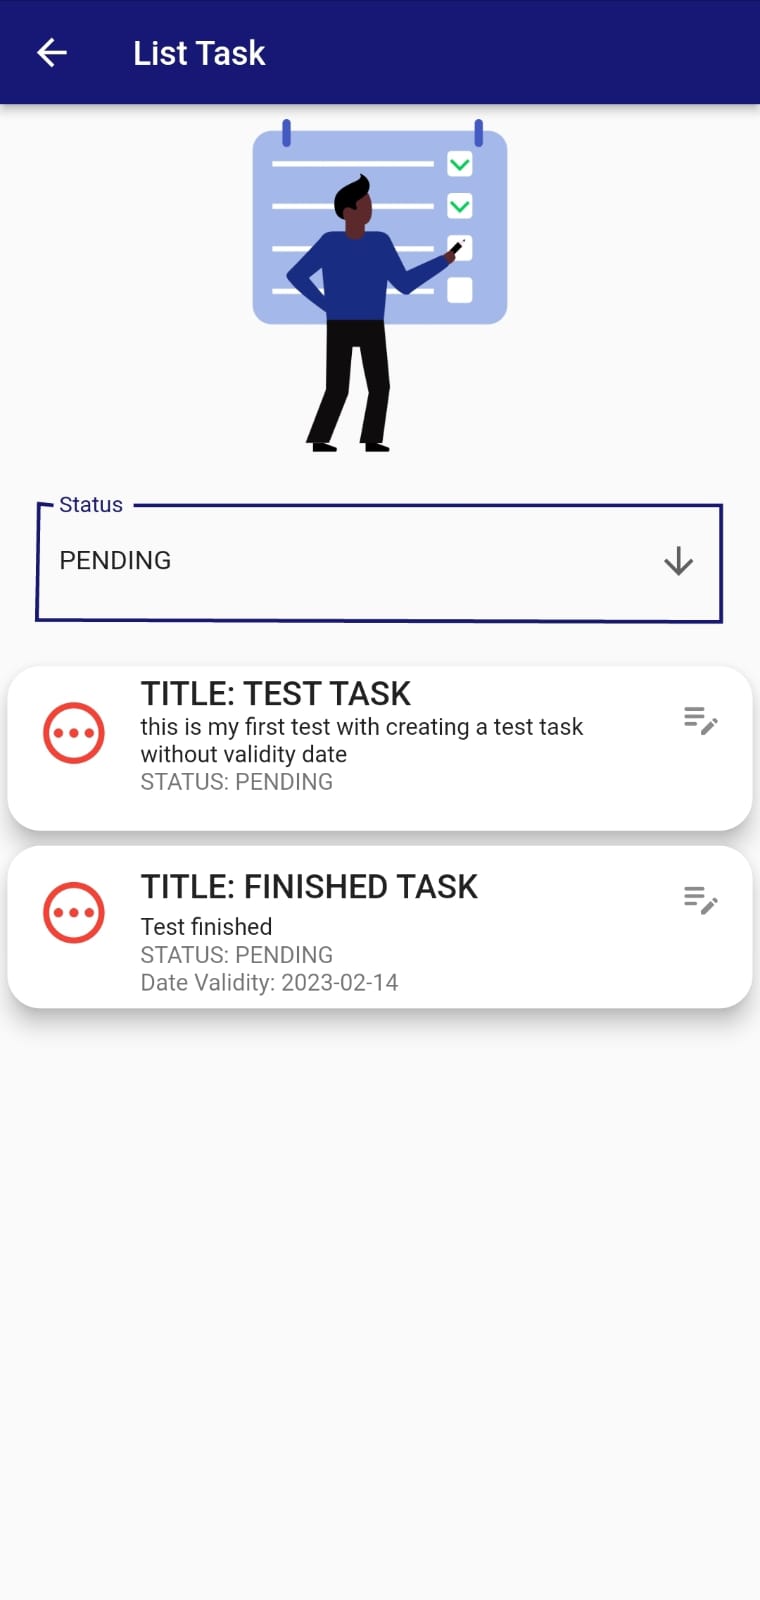 List Task
Status
PENDING
TITLE: TEST TASK
this is my first test with creating a test task
without validity date
STATUS: PENDING
TITLE: FINISHED TASK
Test finished
STATUS: PENDING
Date Validity: 2023-02-14